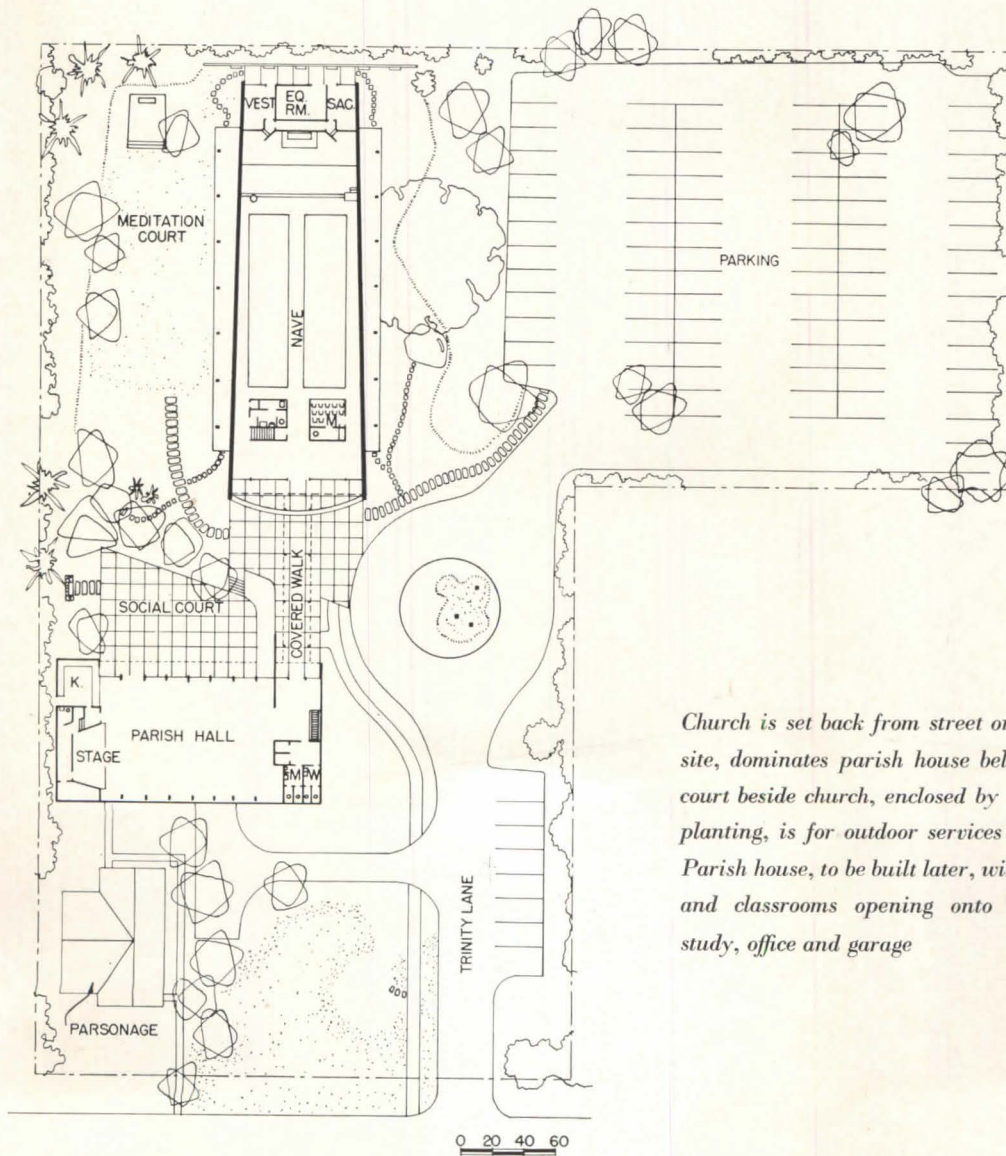 VEST.
EQ.
RM.
SAC.
MEDITATION
COURT
PARKING
NAVE
M
COVERED WALK
SOCIAL COURT
K.
PARISH HALL
STAGE
M W
TRINITY LANE
PARSONAGE
0 20 40 60
Church is set back from street on
site, dominates parish house
court beside church, enclosed by
planting, is for outdoor services
Parish house, to be built later,
and classrooms opening onto
study, office and garage